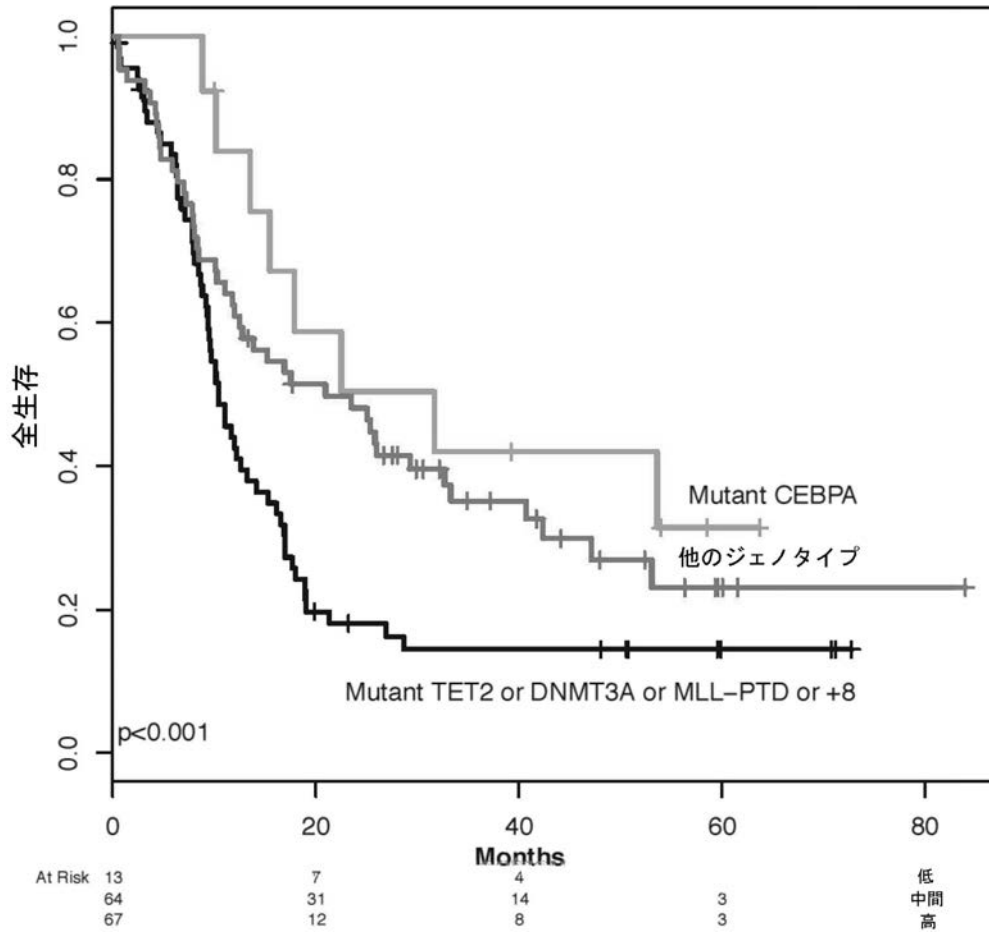 1.0
0.8
0.6
0.4
0.2
0.0
全生存
Mutant CEBPA
他のジェノタイプ
Mutant TET2 or DNMT3A or MLL–PTD or +8
p<0.001
0 20 40 60 80
Months
At Risk 13 7 4 低
64 31 14 3 中間
67 12 8 3 高